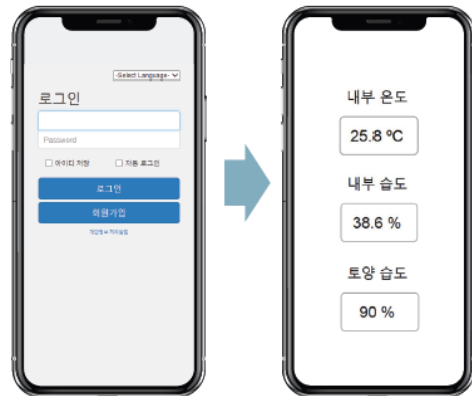 -Select Language-
로그인
Password
아이디 저장
자동 로그인
로그인
회원가입
내부 온도
25.8 ºC
내부 습도
38.6 %
토양 습도
90 %